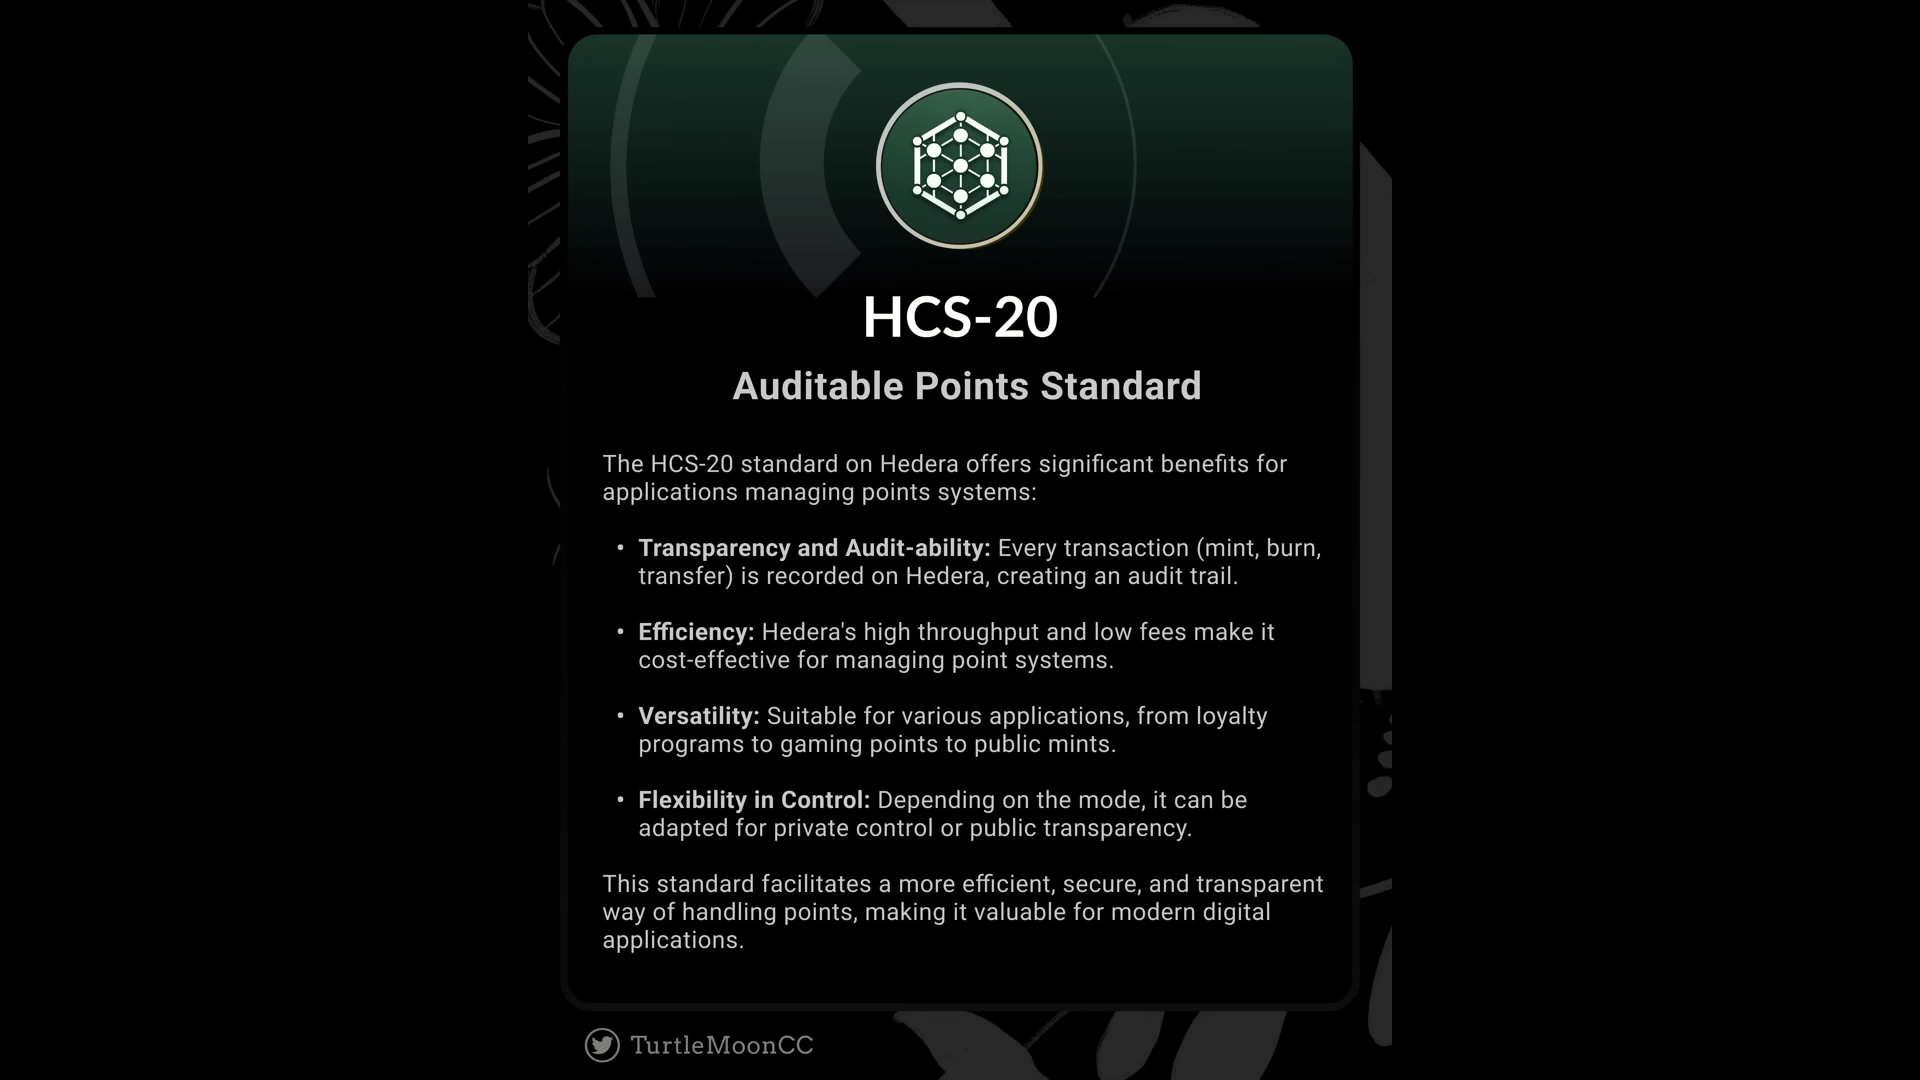 HCS-20
Auditable Points Standard
The HCS-20 standard on Hedera offers significant benefits for
applications managing points systems:
• Transparency and Audit-ability: Every transaction (mint, burn,
transfer) is recorded on Hedera, creating an audit trail.
• Efficiency: Hedera's high throughput and low fees make it
cost-effective for managing point systems.
• Versatility: Suitable for various applications, from loyalty
programs to gaming points to public mints.
• Flexibility in Control: Depending on the mode, it can be
adapted for private control or public transparency.
This standard facilitates a more efficient, secure, and transparent
way of handling points, making it valuable for modern digital
applications.
TurtleMoonCC